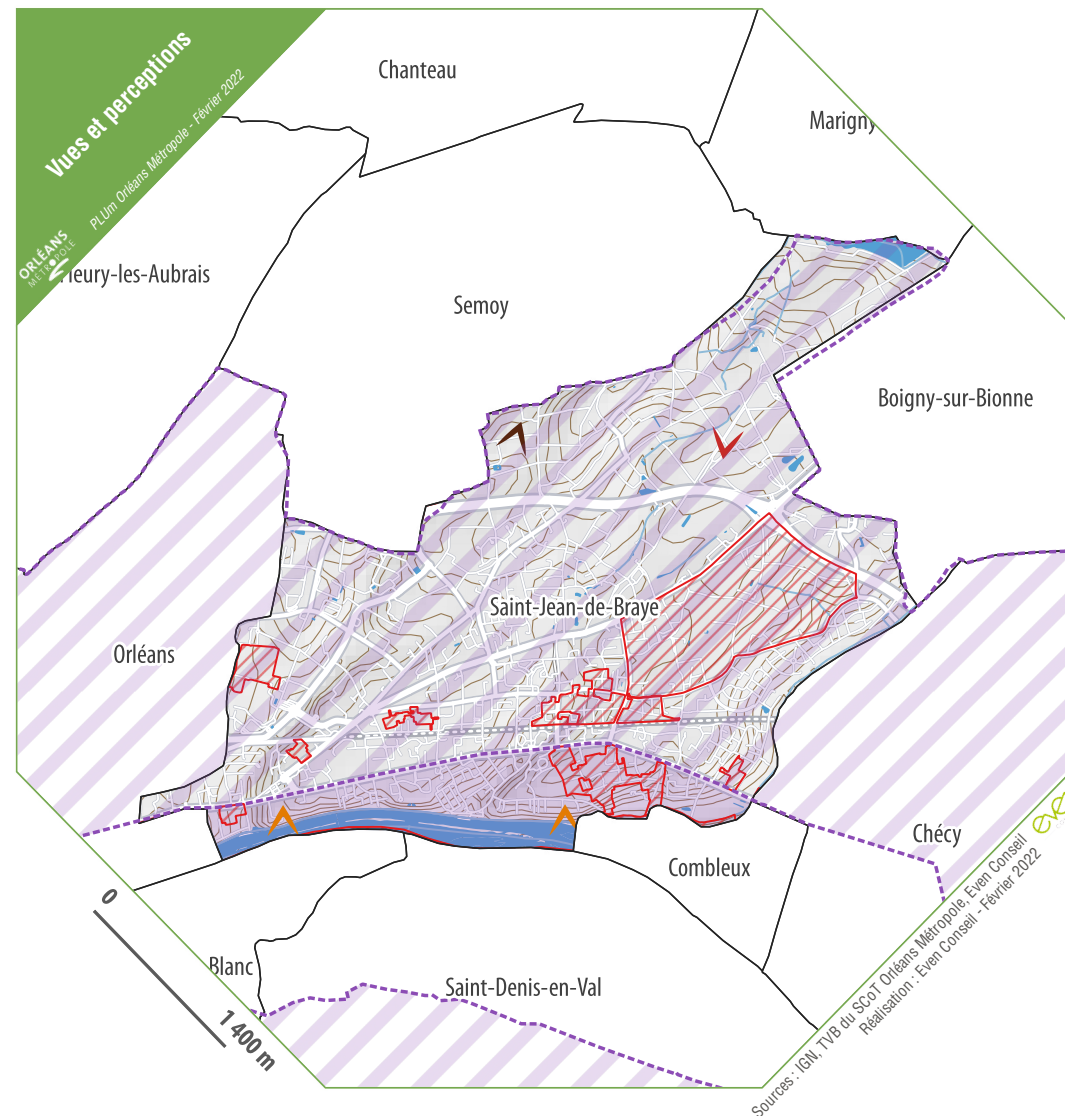 Vues et perceptions
PLUm Orléans Métropole - Février 2022
ORLÉANS
MÉTROPOLE
Chanteau
Marigny
leury-les-Aubrais
Semoy
Boigny-sur-Bionne
Saint-Jean-de-Braye
Orléans
Chécy
Combleux
Blanc
Saint-Denis-en-Val
0
1 400 m
Sources : IGN, TVB du SCoT Orléans Métropole, Even Conseil
Réalisation : Even Conseil - Février 2022
eve